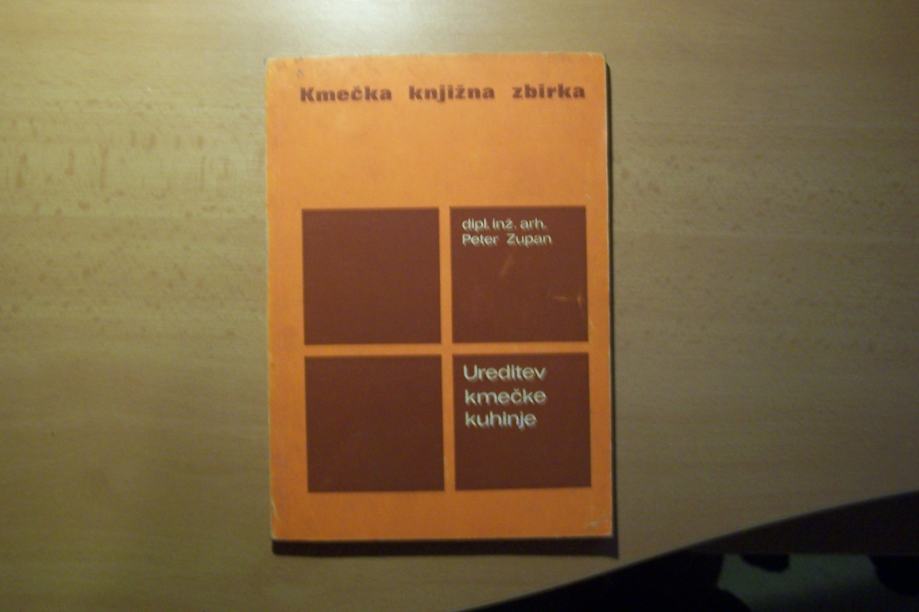 Kmečka knjižna zbirka
dipl. inž. arh.
Peter Zupan
Ureditev
kmečke
kuhinje